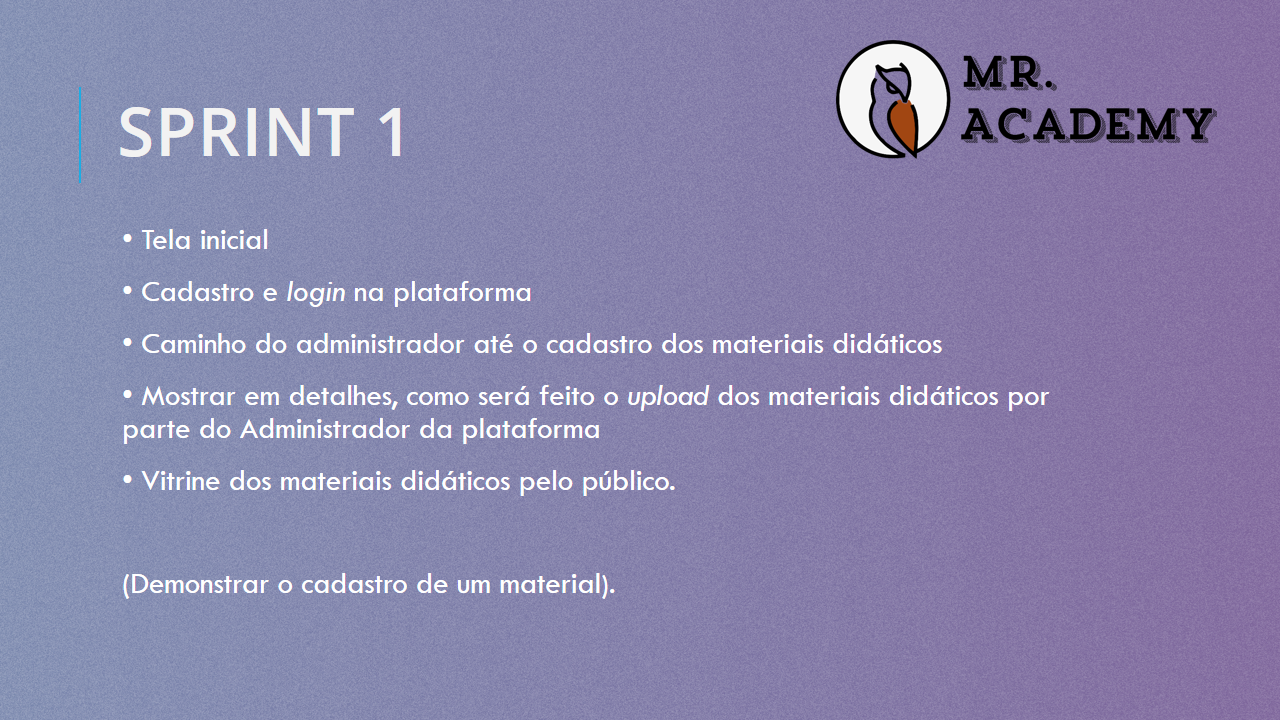 MR.
ACADEMY
SPRINT 1
• Tela inicial
• Cadastro e login na plataforma
• Caminho do administrador até o cadastro dos materiais didáticos
• Mostrar em detalhes, como será feito o upload dos materiais didáticos por
parte do Administrador da plataforma
• Vitrine dos materiais didáticos pelo público.
(Demonstrar o cadastro de um material).